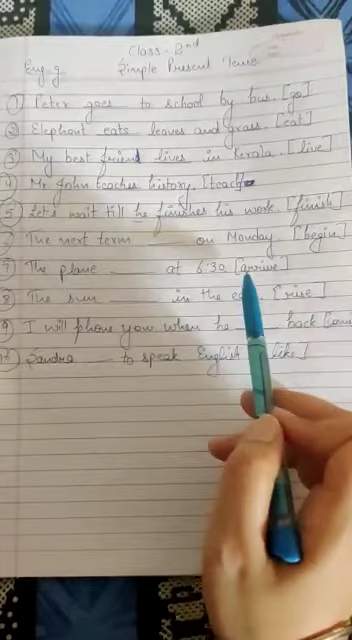 Class-2nd
Eng. g Simple Present Tense
① Peter goes to school by bus. [go]
② Elephant eats leaves and grass. [eat]
③ My best friend lives in Kerala. [live]
④ Mr John teaches history. [teach]
⑤ Let's wait till he finishes his work. [finish]
The next term ____ on Monday. [begin]
⑦ The plane ____ at 6:30 [arrive]
⑧ The sun ____ in the [rise]
⑨ I will phone you when he ____ back [com
Sandra ____ to speak English like]